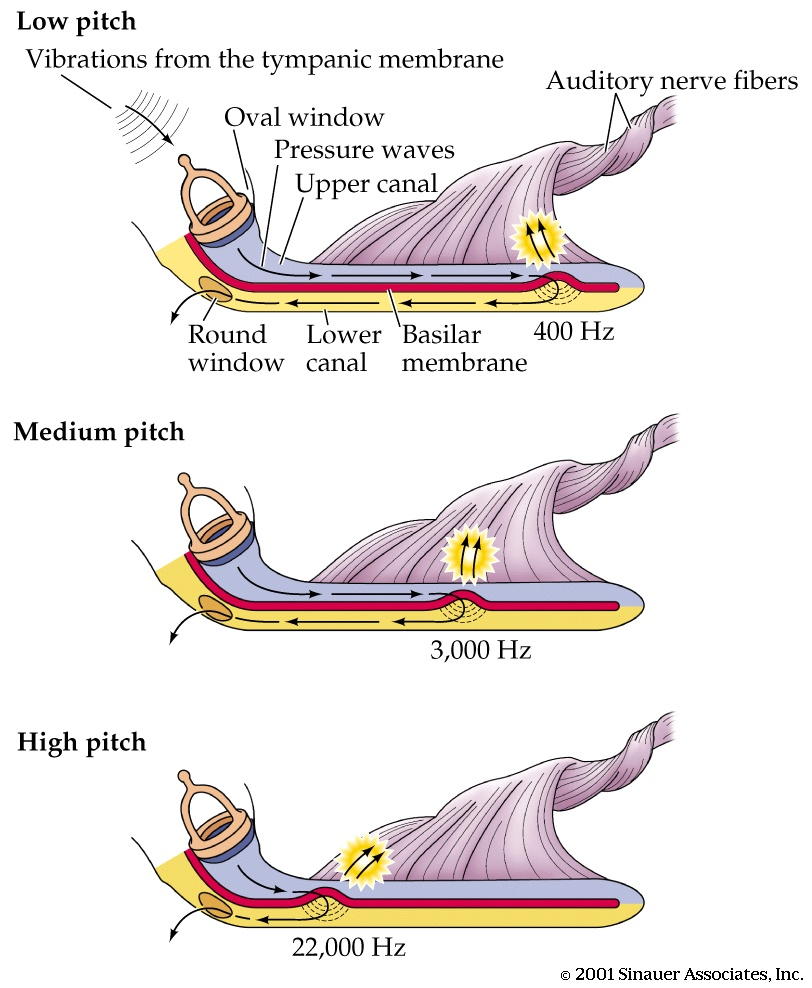 Low pitch
Vibrations from the tympanic membrane
Auditory nerve fibers
Oval window
Pressure waves
Upper canal
Round
window
Lower
canal
Basilar
membrane
400 Hz
Medium pitch
3,000 Hz
High pitch
22,000 Hz
© 2001 Sinauer Associates, Inc.